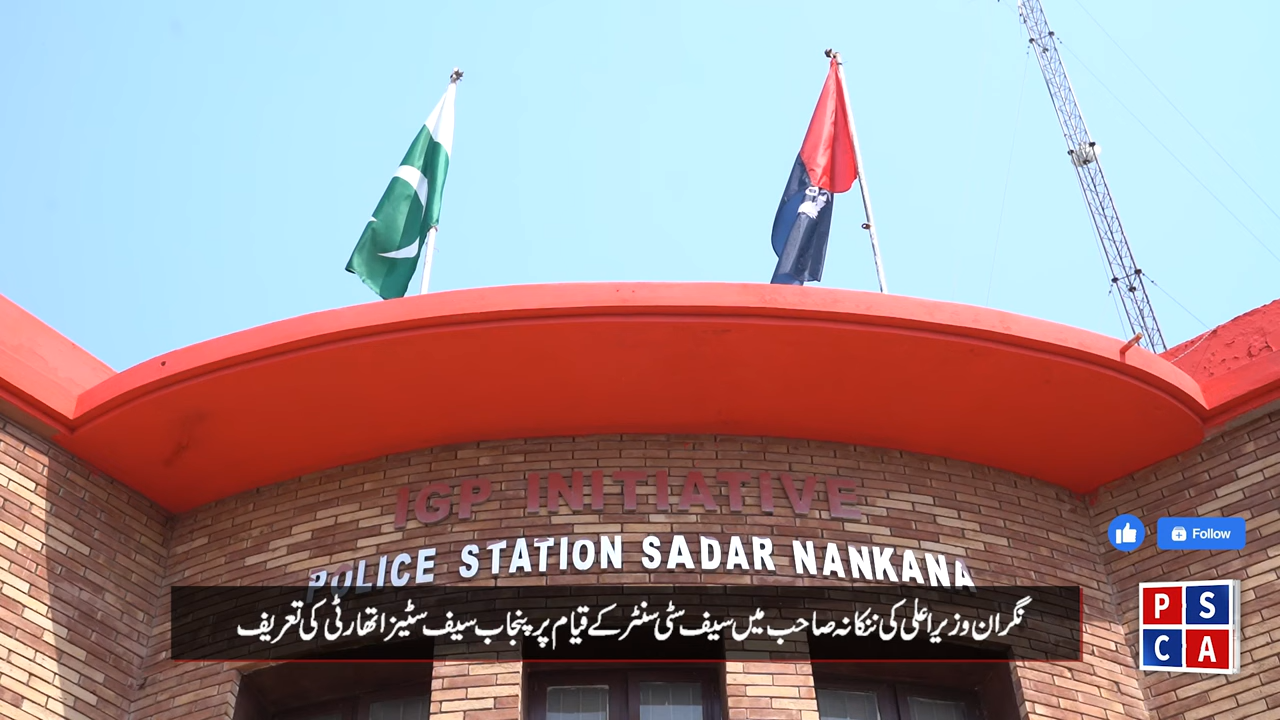 IGP INITIATIVE
POLICE STATION SADAR NANKANA
نگران وزیراعلی کی ننکانہ صاحب میں سیف سٹی سنٹر کے قیام پر پنجاب سیف سٹیز اتھارٹی کی تعریف
Follow
P S
C A